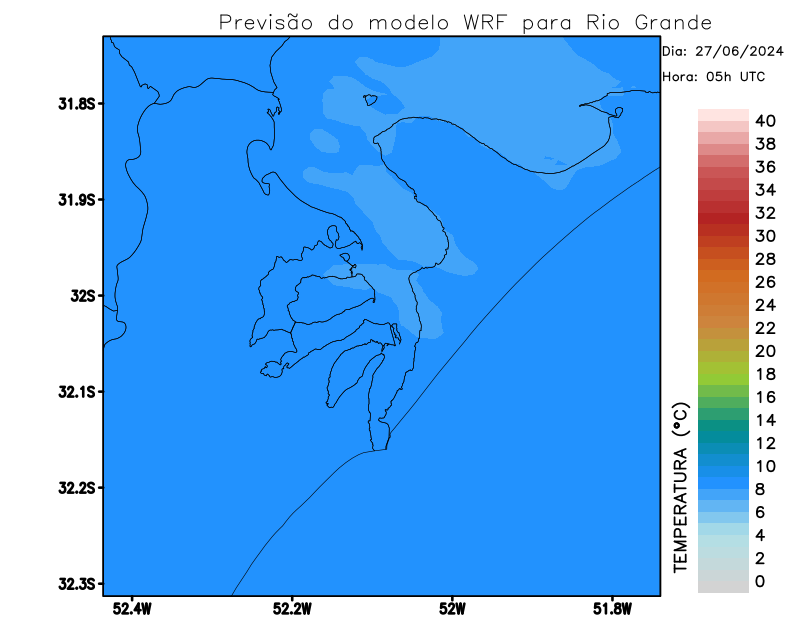 Previsão do modelo WRF para Rio Grande
Dia: 27/06/2024
Hora: 05h UTC
31.8S
31.9S
32S
32.1S
32.2S
32.3S
52.4W
52.2W
52W
51.8W
TEMPERATURA (°C)
40
38
36
34
32
30
28
26
24
22
20
18
16
14
12
10
8
6
4
2
0